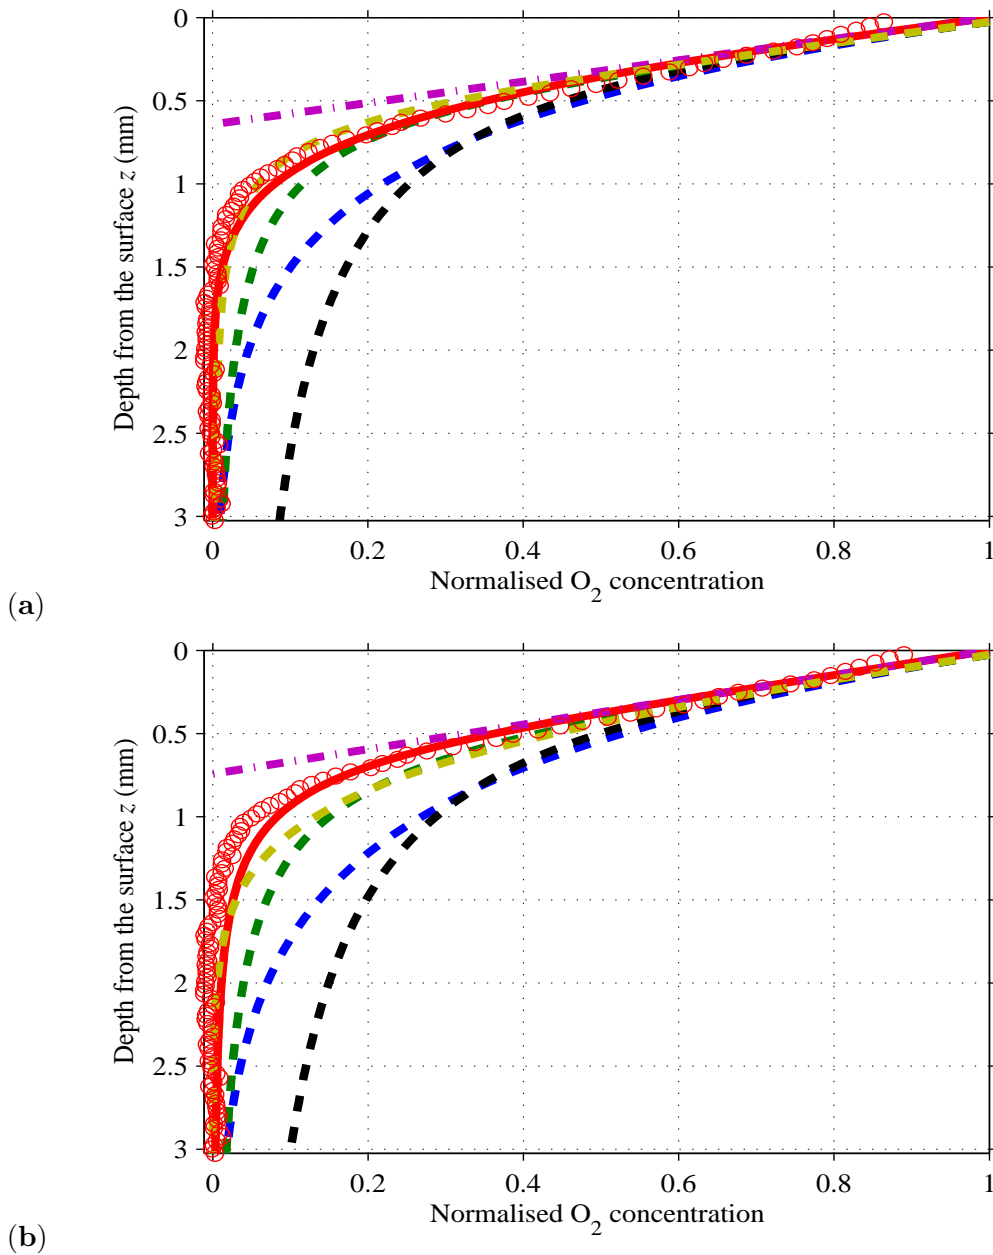 0
0.5
1
1.5
2
2.5
3
Depth from the surface z (mm)
0 0.2 0.4 0.6 0.8 1
Normalised O2 concentration
(a)
0
0.5
1
1.5
2
2.5
3
Depth from the surface z (mm)
0 0.2 0.4 0.6 0.8 1
Normalised O2 concentration
(b)